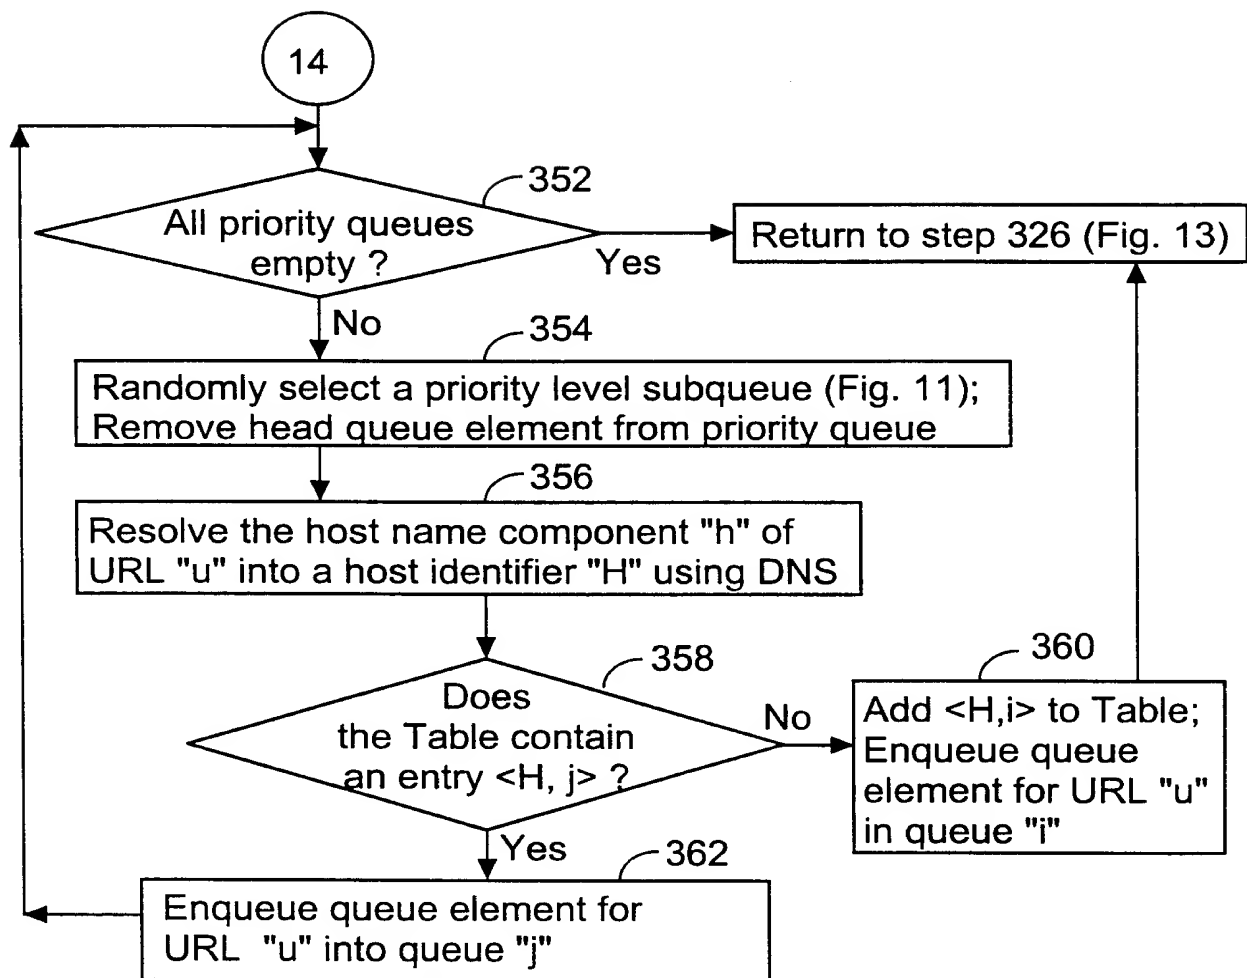 14
352
All priority queues
empty ?
Yes
Return to step 326 (Fig. 13)
No
354
Randomly select a priority level subqueue (Fig. 11);
Remove head queue element from priority queue
356
Resolve the host name component "h" of
URL "u" into a host identifier "H" using DNS
358
Does
the Table contain
an entry <H, j> ?
No
360
Add <H,i> to Table;
Enqueue queue
element for URL "u"
in queue "i"
Yes
362
Enqueue queue element for
URL "u" into queue "j"